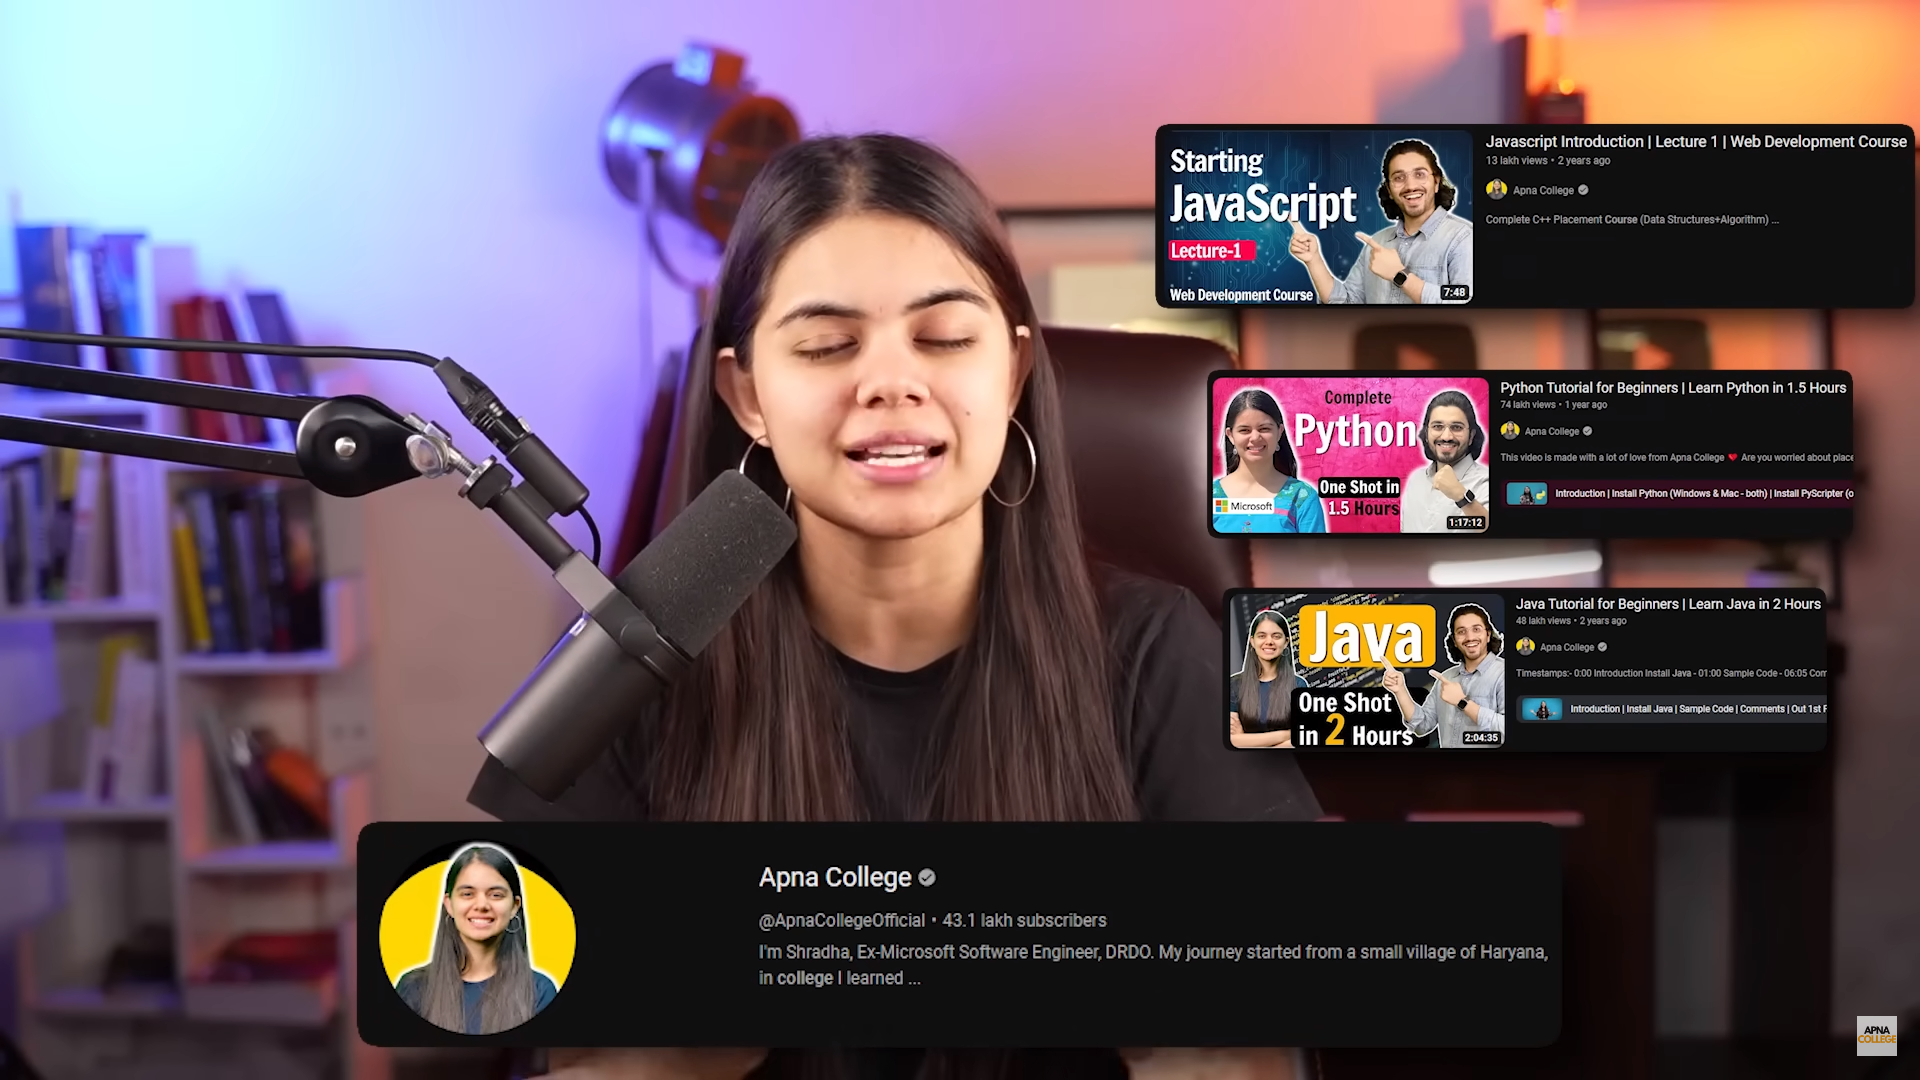 Starting
JavaScript
Lecture-1
Web Development Course
7:48
Javascript Introduction | Lecture 1 | Web Development Course
13 lakh views • 2 years ago
Apna College
Complete C++ Placement Course (Data Structures+Algorithm) ...
Complete
Python
One Shot in
1.5 Hours
Microsoft
1:17:12
Python Tutorial for Beginners | Learn Python in 1.5 Hours
74 lakh views • 1 year ago
Apna College
This video is made with a lot of love from Apna College ❤ Are you worried about place
Introduction | Install Python (Windows & Mac - both) | Install PyScripter (o
Java
One Shot
in 2 Hours
2:04:35
Java Tutorial for Beginners | Learn Java in 2 Hours
48 lakh views • 2 years ago
Apna College
Timestamps:- 0:00 Introduction Install Java - 01:00 Sample Code - 06:05 Com
Introduction | Install Java | Sample Code | Comments | Out 1st F
Apna College
@ApnaCollegeOfficial • 43.1 lakh subscribers
I'm Shradha, Ex-Microsoft Software Engineer, DRDO. My journey started from a small village of Haryana,
in college I learned ...
APNA
COLLEGE